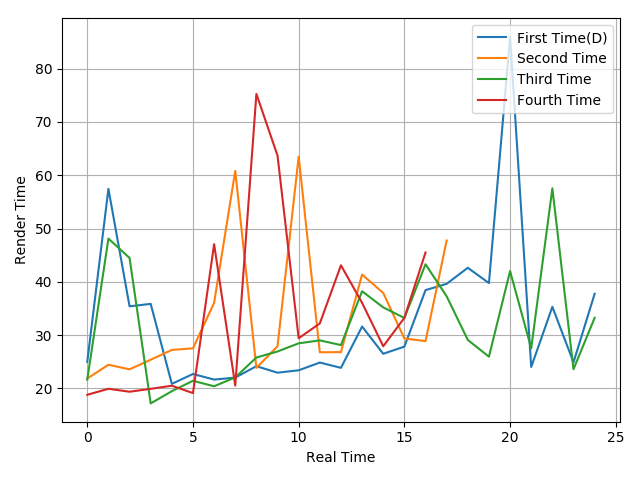 First Time(D)
Second Time
Third Time
Fourth Time
80
70
60
50
40
30
20
Render Time
0 5 10 15 20 25
Real Time